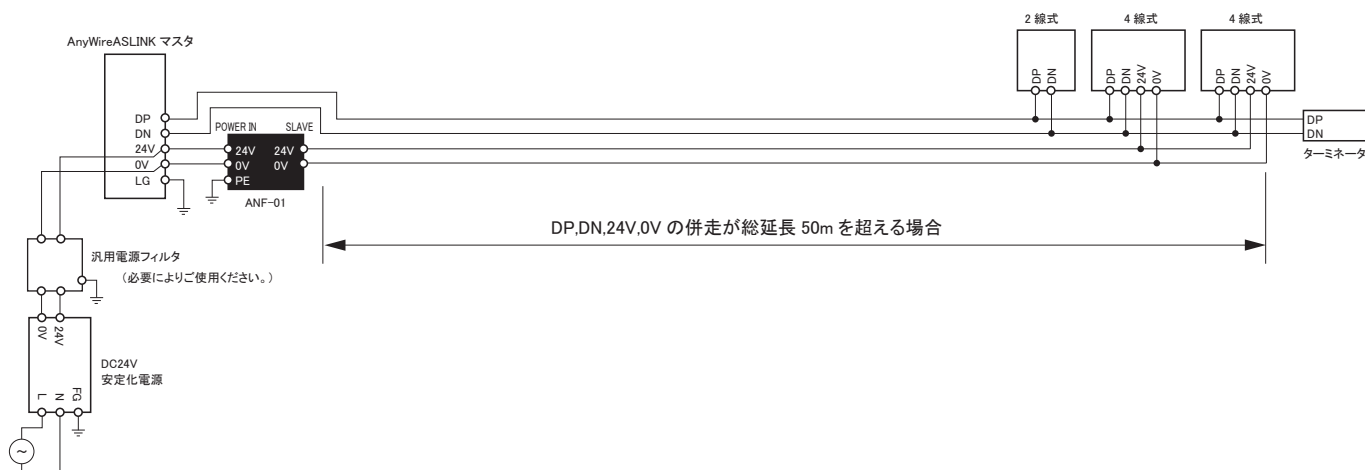 AnyWireASLINK マスタ
DP
DN
24V
0V
LG
POWER IN
SLAVE
24V
0V
PE
24V
0V
ANF-01
2 線式
DP
DN
4 線式
DP
DN
24V
0V
4 線式
DP
DN
24V
0V
DP
DN
ターミネータ
DP,DN,24V,0V の併走が総延長 50m を超える場合
汎用電源フィルタ
（必要によりご使用ください。）
0V
24V
DC24V
安定化電源
L
N
FG
~